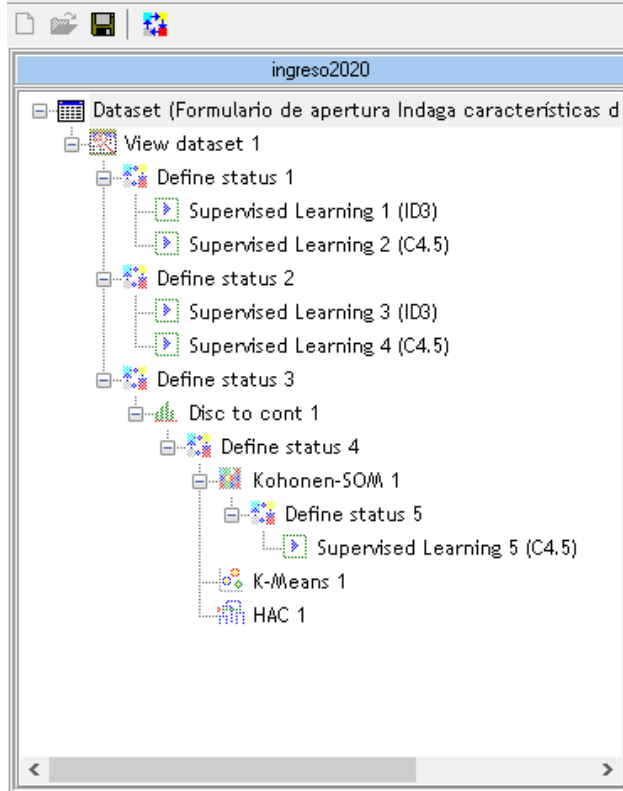 ingreso2020
Dataset (Formulario de apertura Indaga características d
View dataset 1
Define status 1
Supervised Learning 1 (ID3)
Supervised Learning 2 (C4.5)
Define status 2
Supervised Learning 3 (ID3)
Supervised Learning 4 (C4.5)
Define status 3
Disc to cont 1
Define status 4
Kohonen-SOM 1
Define status 5
Supervised Learning 5 (C4.5)
K-Means 1
HAC 1